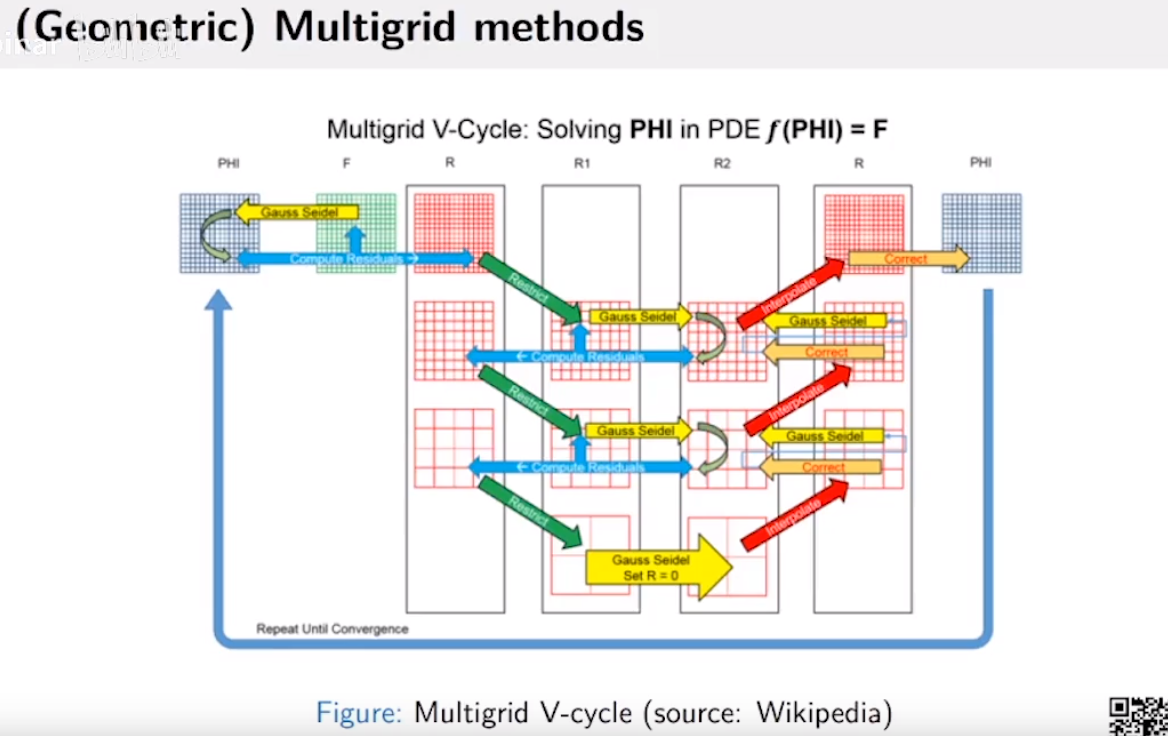 (Geometric) Multigrid methods
Multigrid V-Cycle: Solving PHI in PDE f(PHI) = F
PHI F R R1 R2 R PHI
Gauss Seidel
Compute Residuals →
Correct
Restrict
Interpolate
Gauss Seidel
Gauss Seidel
← Compute Residuals
Correct
Restrict
Interpolate
Gauss Seidel
Gauss Seidel
← Compute Residuals
Correct
Restrict
Interpolate
Gauss Seidel
Set R = 0
Repeat Until Convergence
Figure: Multigrid V-cycle (source: Wikipedia)